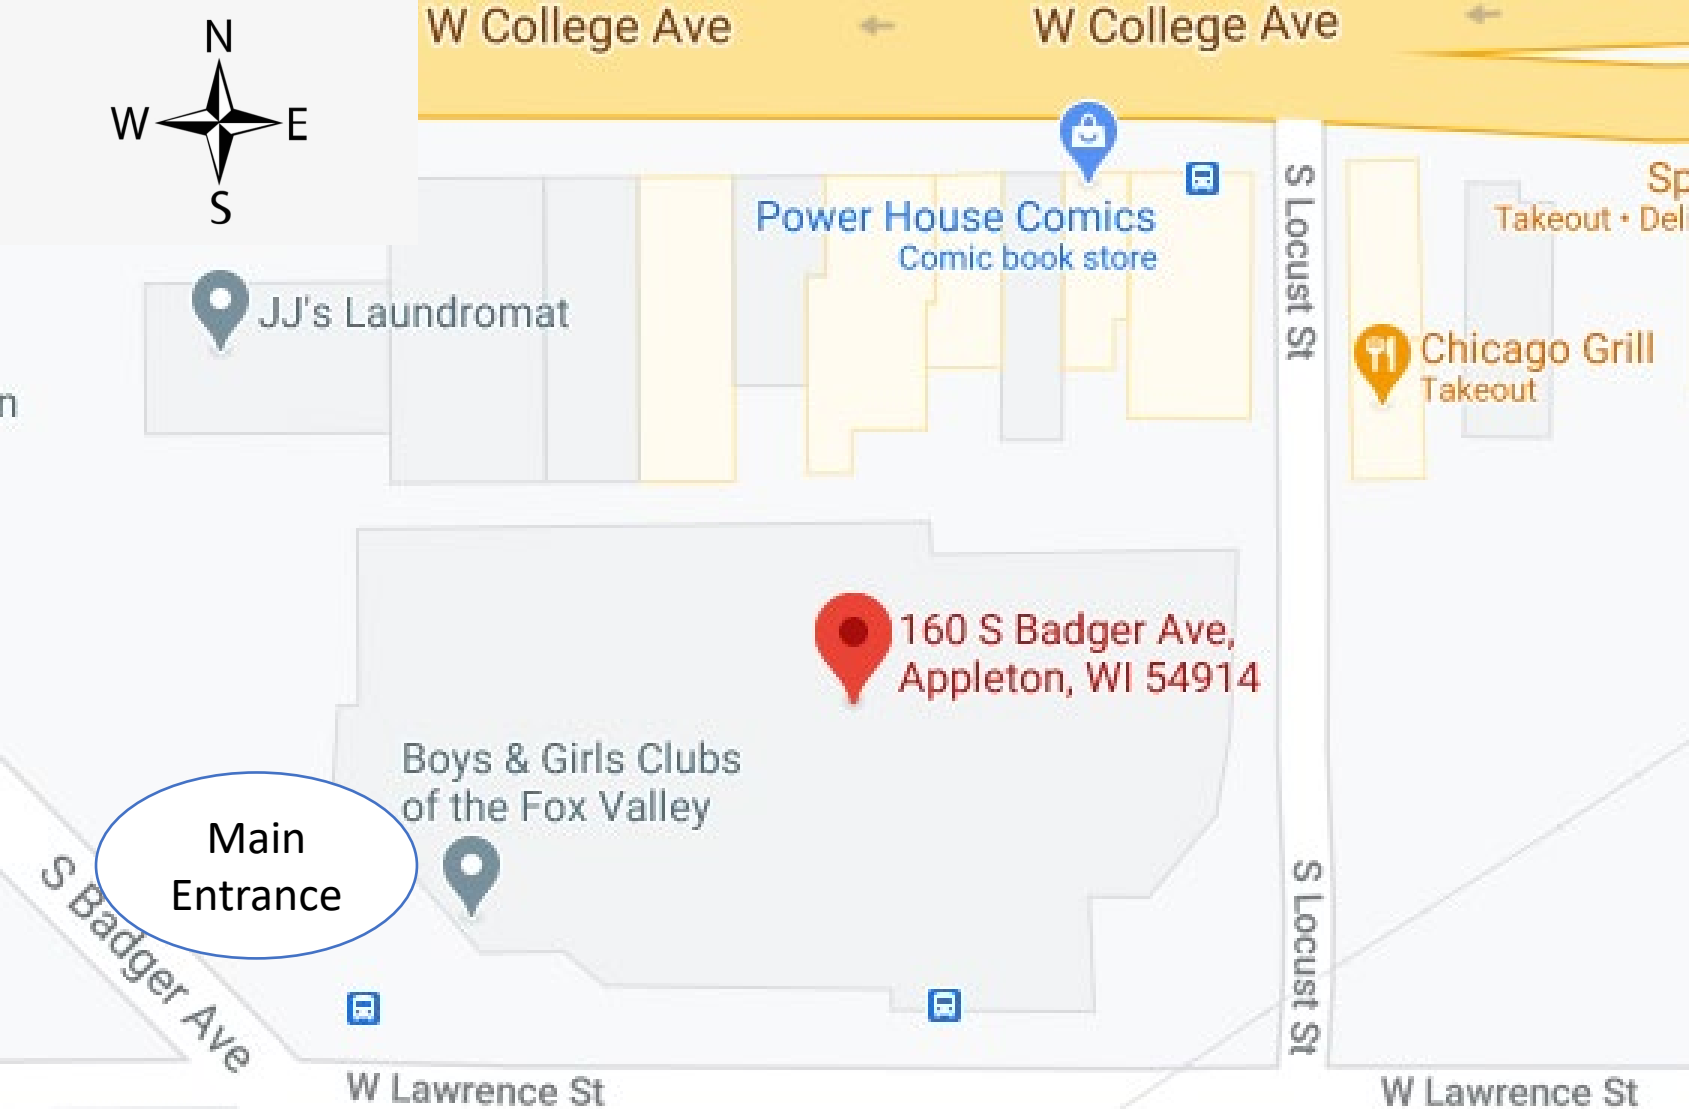 N
W E
S
W College Ave
W College Ave
Power House Comics
Comic book store
JJ's Laundromat
S Locust St
Takeout •
Chicago Grill
Takeout
160 S Badger Ave,
Appleton, WI 54914
Boys & Girls Clubs
of the Fox Valley
Main
Entrance
S Badger Ave
S Locust St
W Lawrence St
W Lawrence St